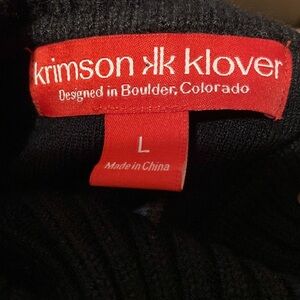 krimson kk klover
Designed in Boulder, Colorado
L
Made in China